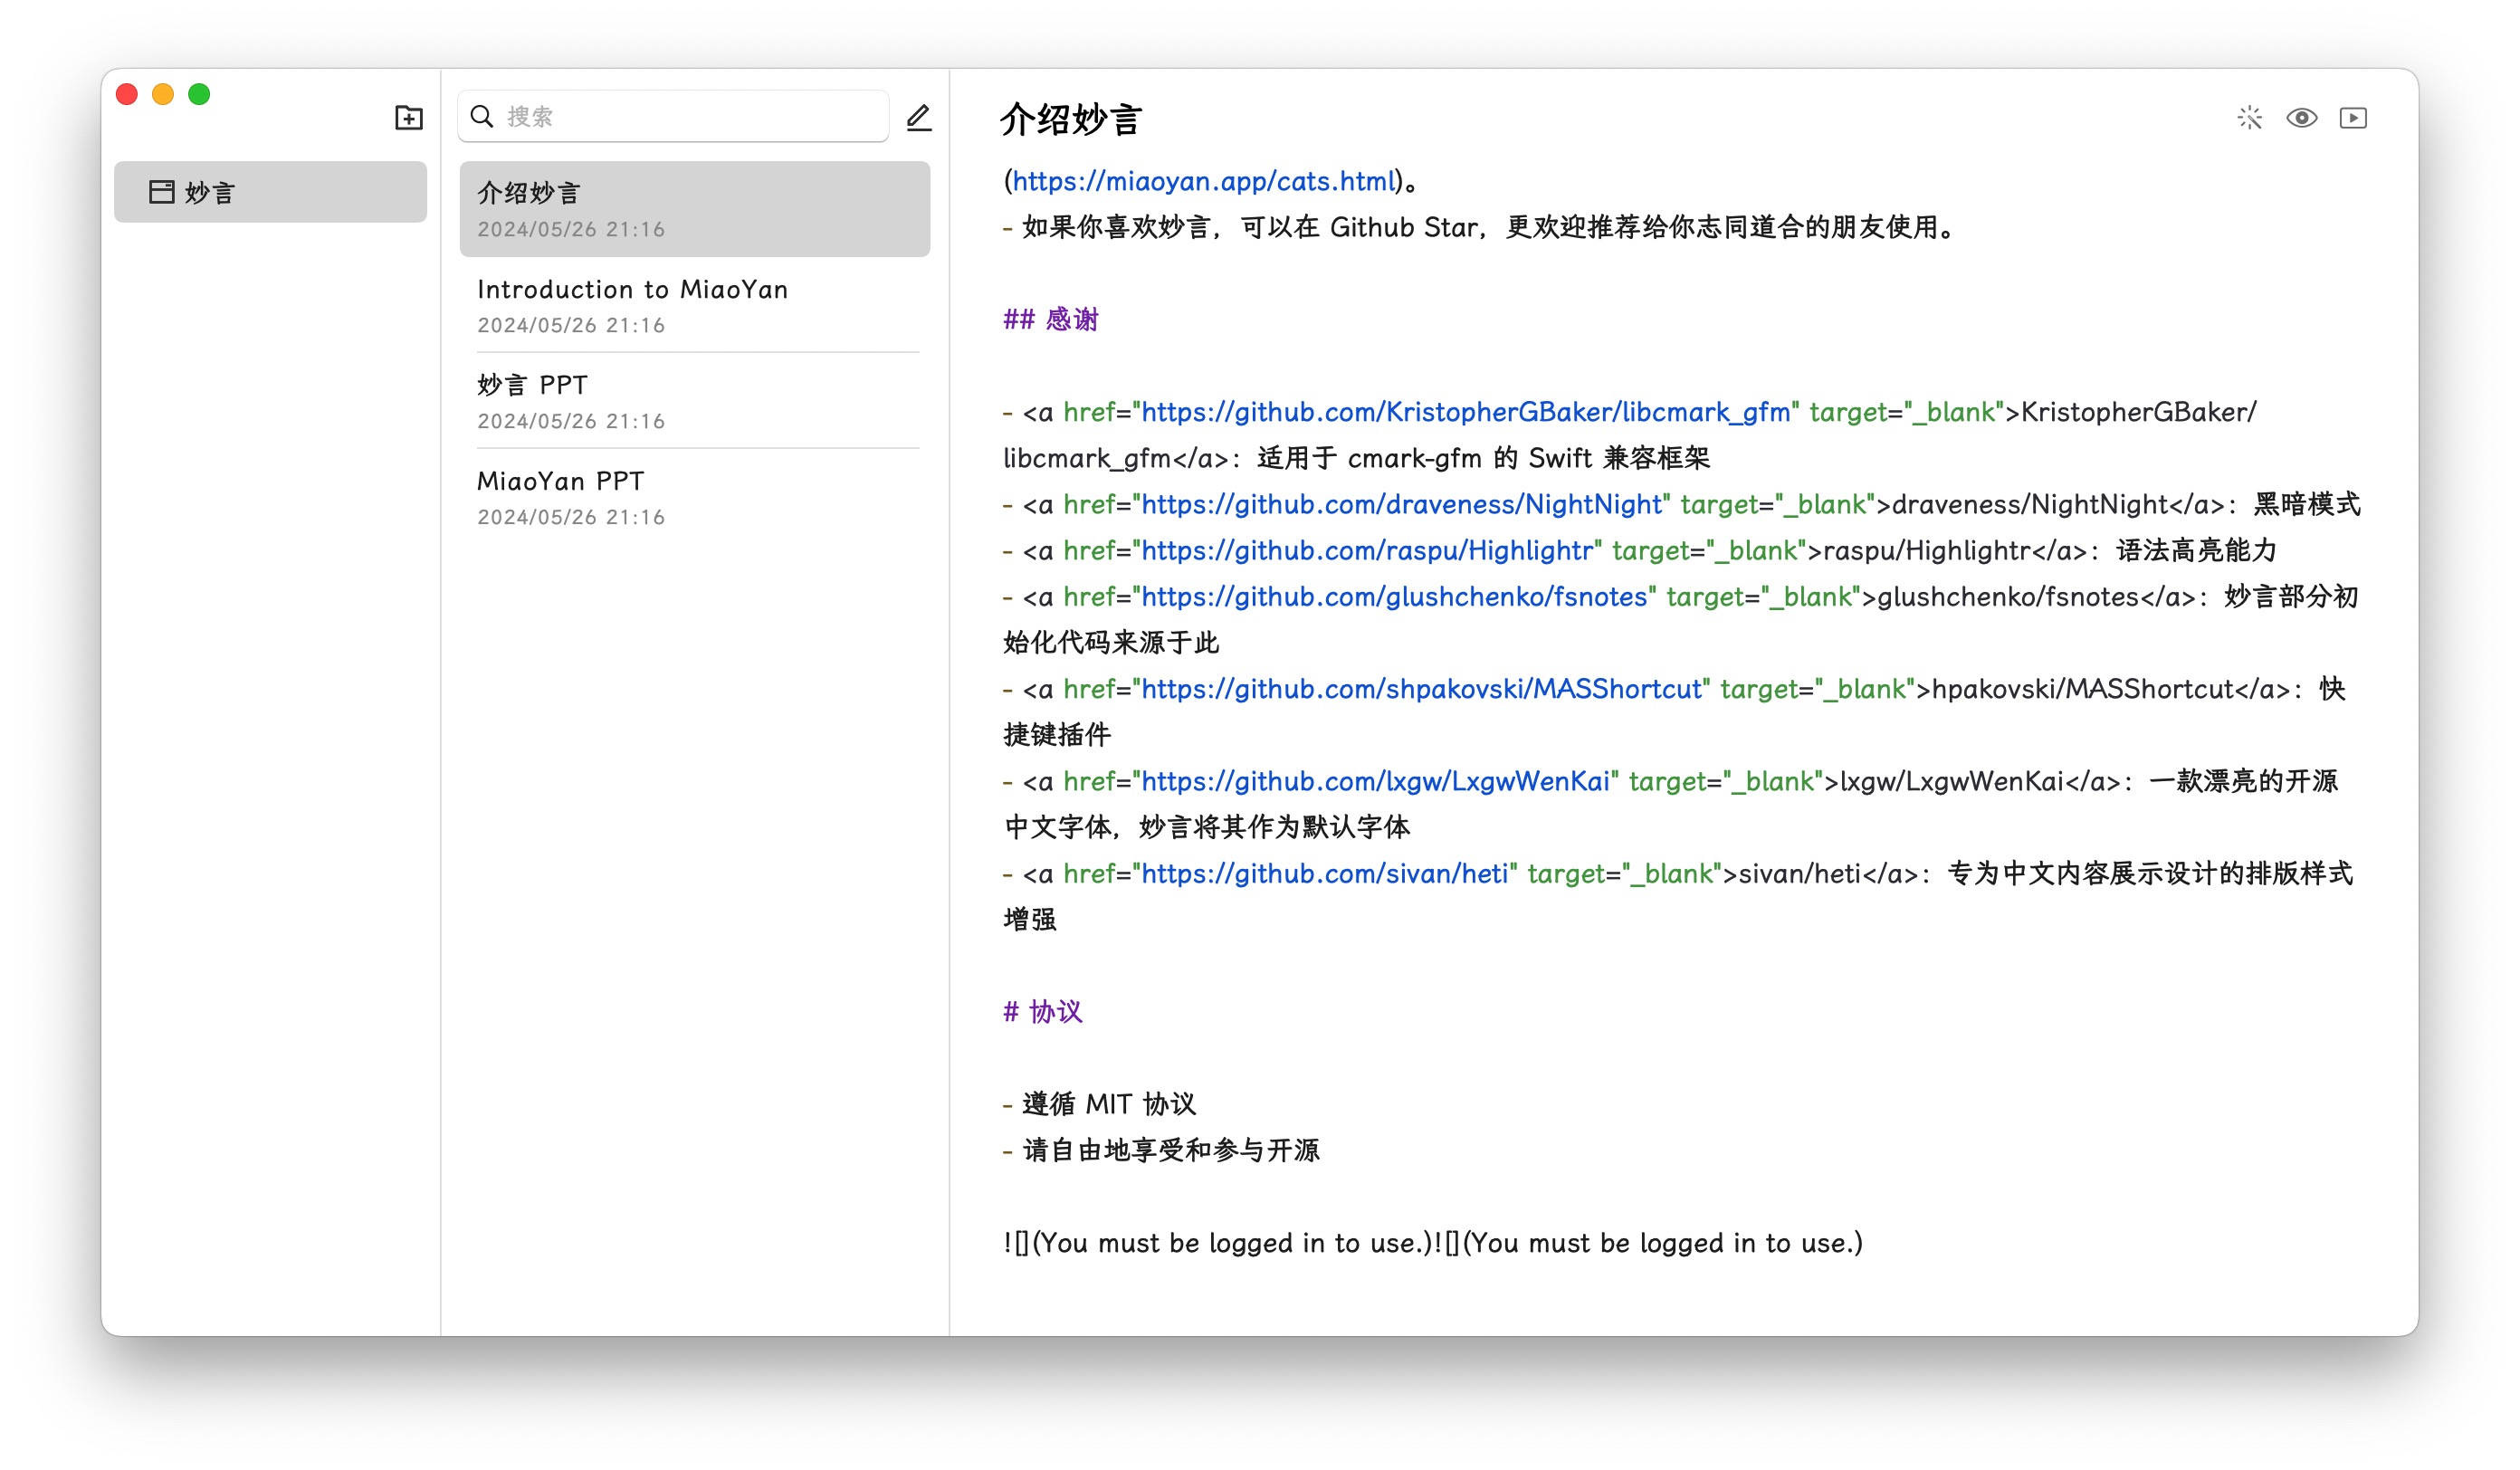 妙言
搜索
介绍妙言
2024/05/26 21:16
Introduction to MiaoYan
2024/05/26 21:16
妙言 PPT
2024/05/26 21:16
MiaoYan PPT
2024/05/26 21:16
介绍妙言
(https://miaoyan.app/cats.html)。
- 如果你喜欢妙言，可以在 Github Star，更欢迎推荐给你志同道合的朋友使用。
## 感谢
- <a href="https://github.com/KristopherGBaker/libcmark_gfm" target="_blank">KristopherGBaker/
libcmark_gfm</a>：适用于 cmark-gfm 的 Swift 兼容框架
- <a href="https://github.com/draveness/NightNight" target="_blank">draveness/NightNight</a>：黑暗模式
- <a href="https://github.com/raspu/Highlightr" target="_blank">raspu/Highlightr</a>：语法高亮能力
- <a href="https://github.com/glushchenko/fsnotes" target="_blank">glushchenko/fsnotes</a>：妙言部分初
始化代码来源于此
- <a href="https://github.com/shpakovski/MASShortcut" target="_blank">hpakovski/MASShortcut</a>：快
捷键插件
- <a href="https://github.com/lxgw/LxgwWenKai" target="_blank">lxgw/LxgwWenKai</a>：一款漂亮的开源
中文字体，妙言将其作为默认字体
- <a href="https://github.com/sivan/heti" target="_blank">sivan/heti</a>：专为中文内容展示设计的排版样式
增强
# 协议
- 遵循 MIT 协议
- 请自由地享受和参与开源
![](You must be logged in to use.)![](You must be logged in to use.)